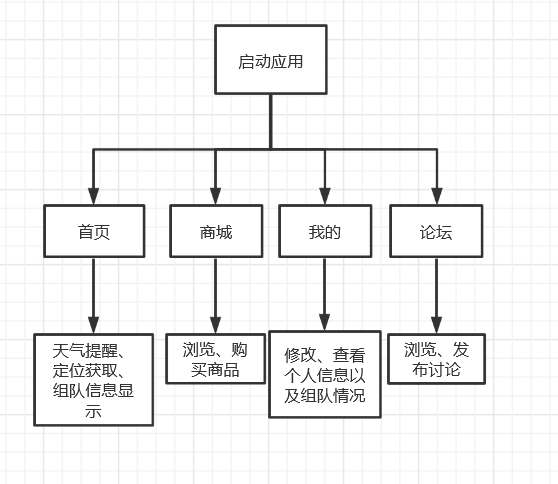 启动应用
首页
商城
我的
论坛
天气提醒、
定位获取、
组队信息显
示
浏览、购
买商品
修改、查看
个人信息以
及组队情况
浏览、发
布讨论